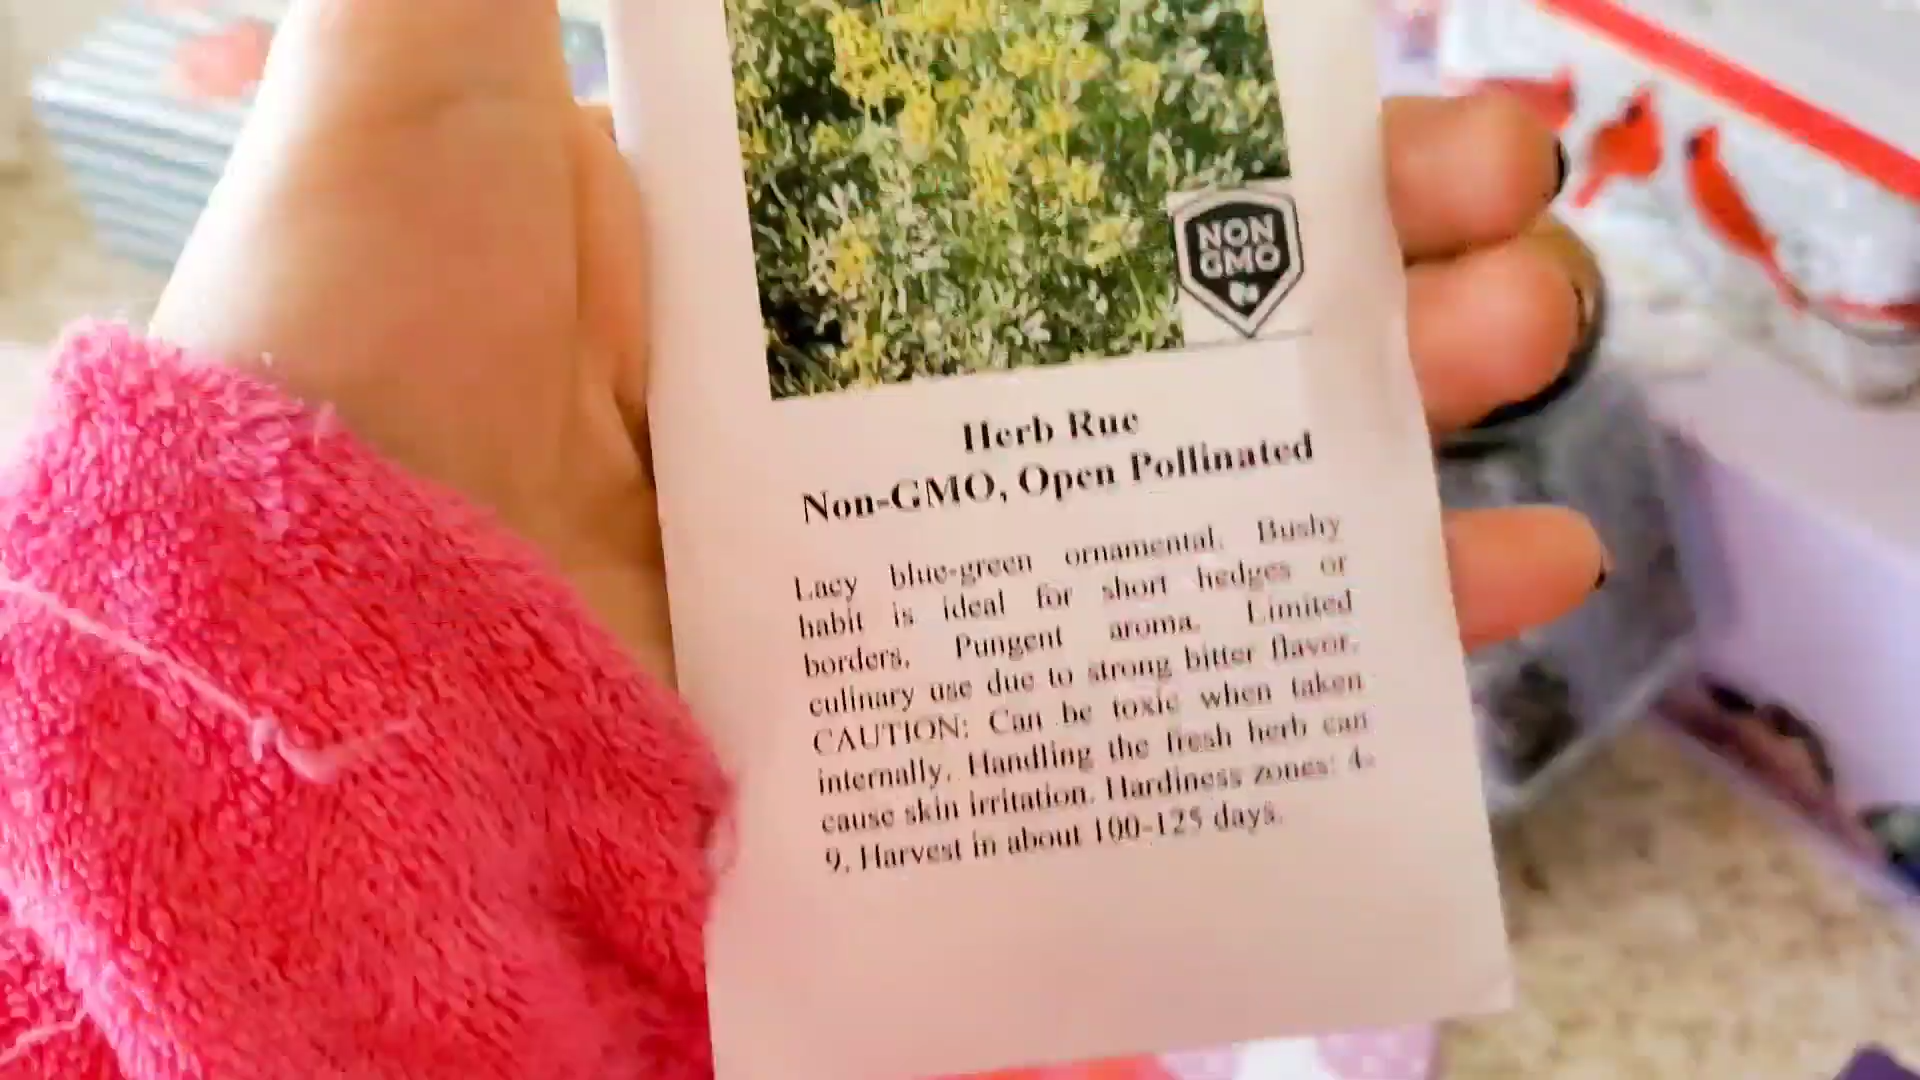 NON
GMO
Herb Rue
Non-GMO, Open Pollinated
Lacy blue-green ornamental. Bushy
habit is ideal for short hedges or
borders. Pungent aroma. Limited
culinary use due to strong bitter flavor.
CAUTION: Can be toxic when taken
internally. Handling the fresh herb can
cause skin irritation. Hardiness zones: 4-
9. Harvest in about 100-125 days.